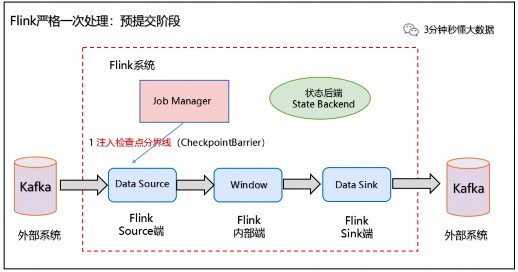 Flink严格一次处理：预提交阶段
3分钟秒懂大数据
Flink系统
Job Manager
状态后端
State Backend
1 注入检查点分界线（CheckpointBarrier）
Kafka
Data Source
Window
Data Sink
Kafka
外部系统
Flink
Source端
Flink
内部端
Flink
Sink端
外部系统